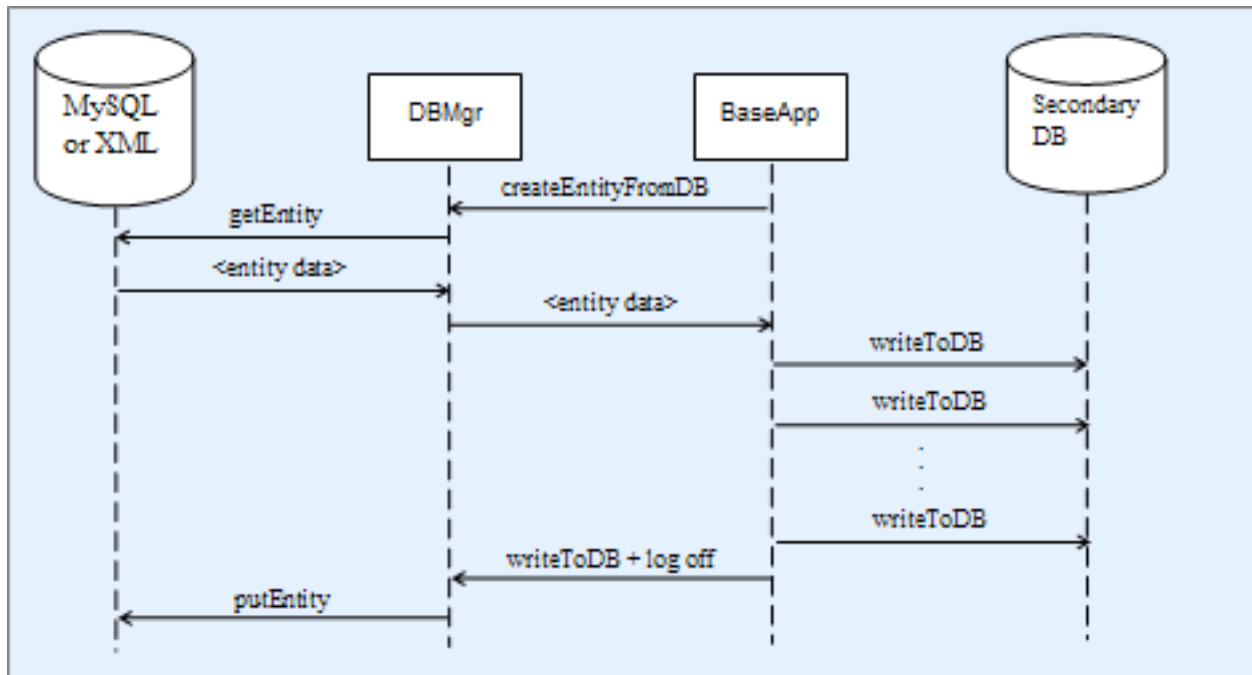 MySQL
or XML
DBMgr
BaseApp
Secondary
DB
createEntityFromDB
getEntity
<entity data>
<entity data>
writeToDB
writeToDB
.
.
.
writeToDB
writeToDB + log off
putEntity